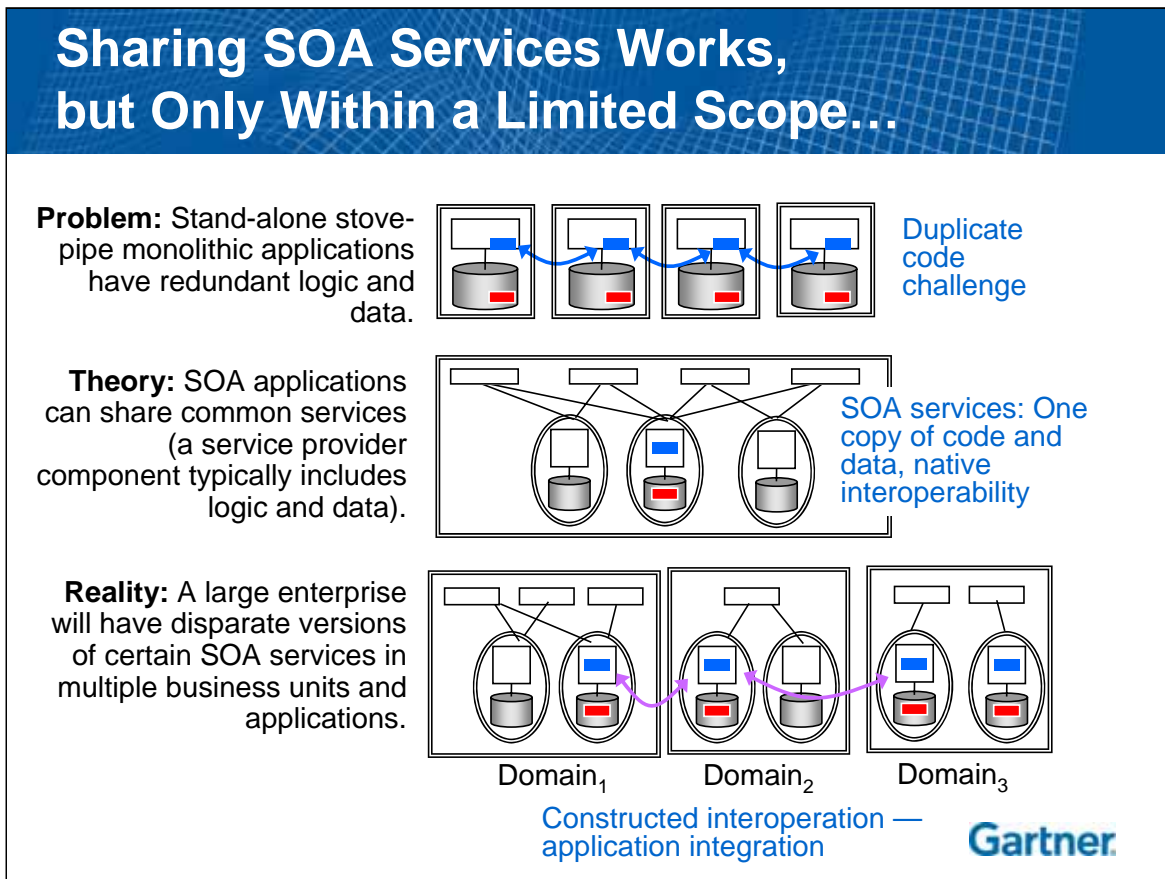 Sharing SOA Services Works,
but Only Within a Limited Scope…
Problem: Stand-alone stove-
pipe monolithic applications
have redundant logic and
data.
Duplicate
code
challenge
Theory: SOA applications
can share common services
(a service provider
component typically includes
logic and data).
SOA services: One
copy of code and
data, native
interoperability
Reality: A large enterprise
will have disparate versions
of certain SOA services in
multiple business units and
applications.
Domain1
Domain2
Domain3
Constructed interoperation —
application integration
Gartner.